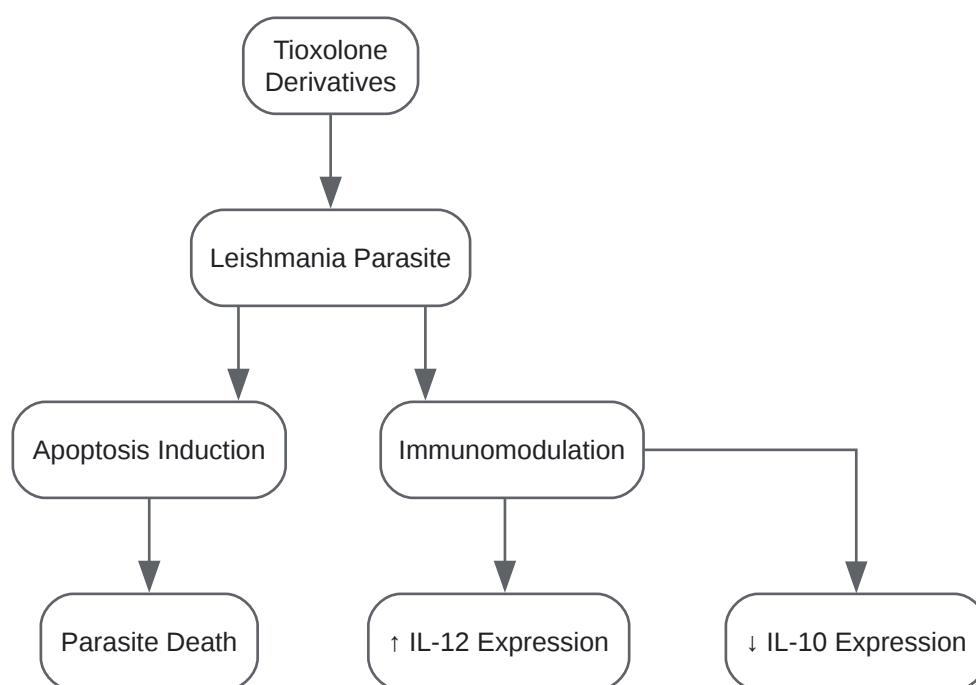 Tioxolone
Derivatives
Leishmania Parasite
Apoptosis Induction
Immunomodulation
Parasite Death
↑ IL-12 Expression
↓ IL-10 Expression